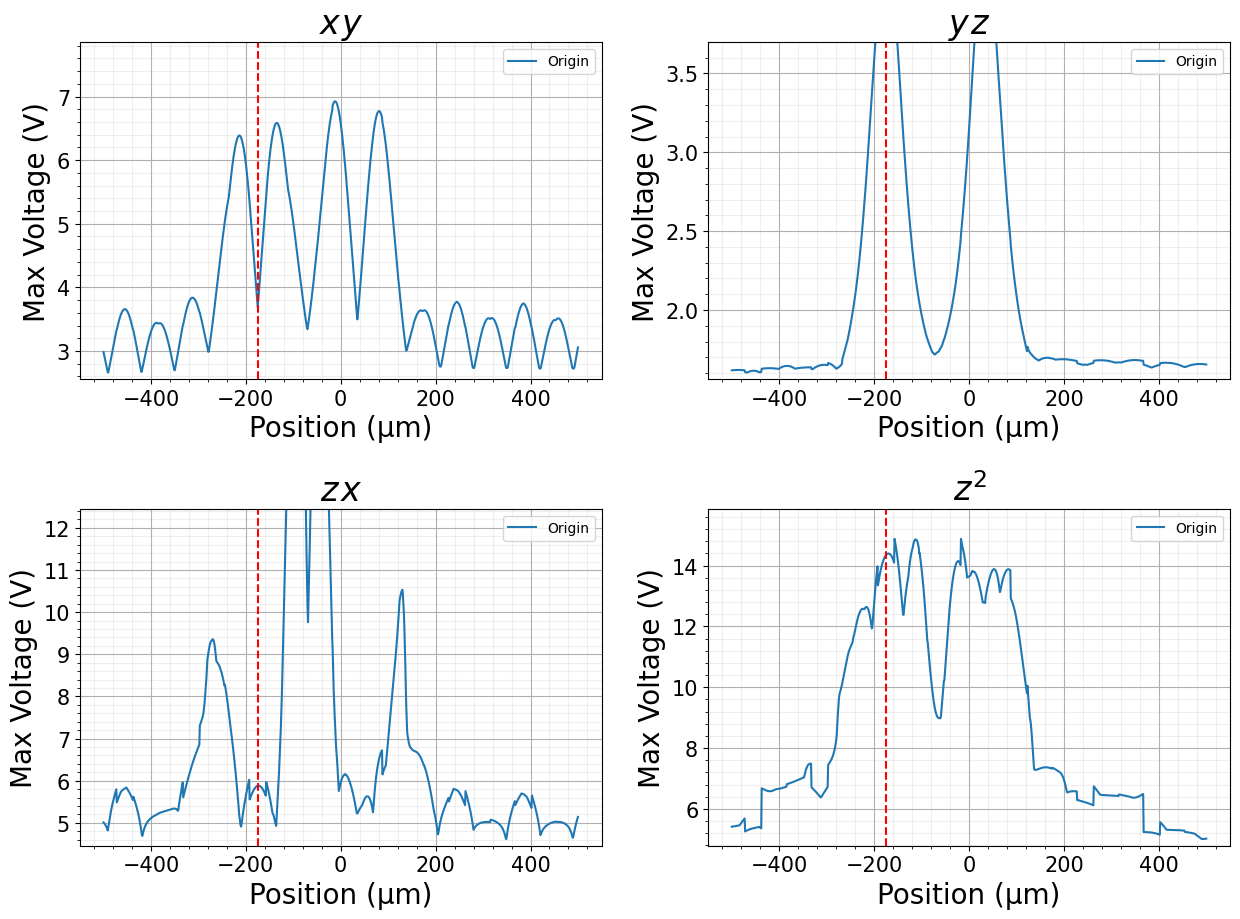 xy
Origin
Max Voltage (V)
7
6
5
4
3
−400 −200 0 200 400
Position (μm)
yz
Origin
Max Voltage (V)
3.5
3.0
2.5
2.0
−400 −200 0 200 400
Position (μm)
zx
Origin
Max Voltage (V)
12
11
10
9
8
7
6
5
−400 −200 0 200 400
Position (μm)
z²
Origin
Max Voltage (V)
14
12
10
8
6
−400 −200 0 200 400
Position (μm)